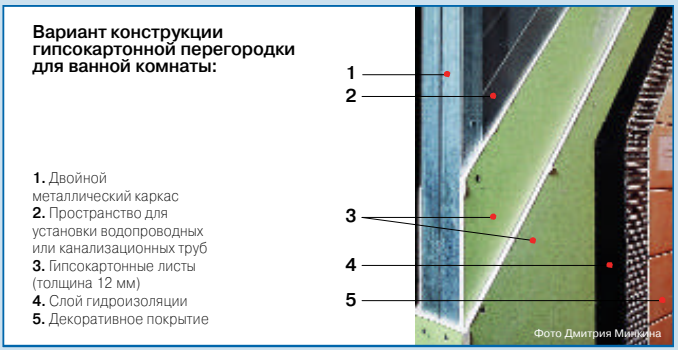 Вариант конструкции
гипсокартонной перегородки
для ванной комнаты:
1
2
3
4
5
1. Двойной
металлический каркас
2. Пространство для
установки водопроводных
или канализационных труб
3. Гипсокартонные листы
(толщина 12 мм)
4. Слой гидроизоляции
5. Декоративное покрытие
Фото Дмитрия Минкина